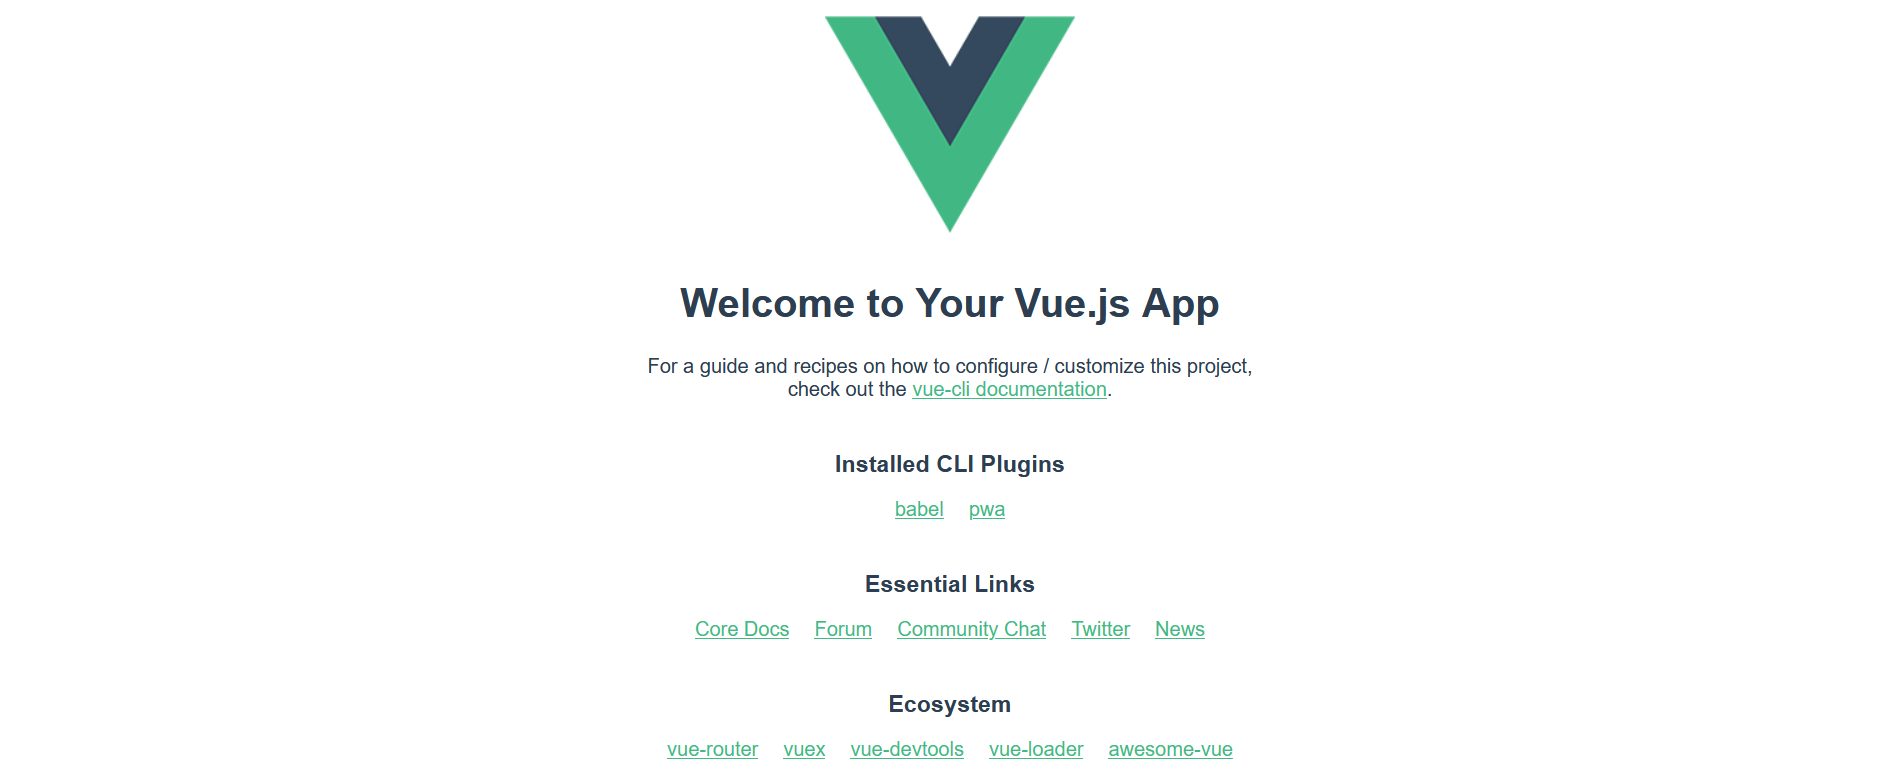 Welcome to Your Vue.js App
For a guide and recipes on how to configure / customize this project,
check out the vue-cli documentation.
Installed CLI Plugins
babel pwa
Essential Links
Core Docs Forum Community Chat Twitter News
Ecosystem
vue-router vuex vue-devtools vue-loader awesome-vue